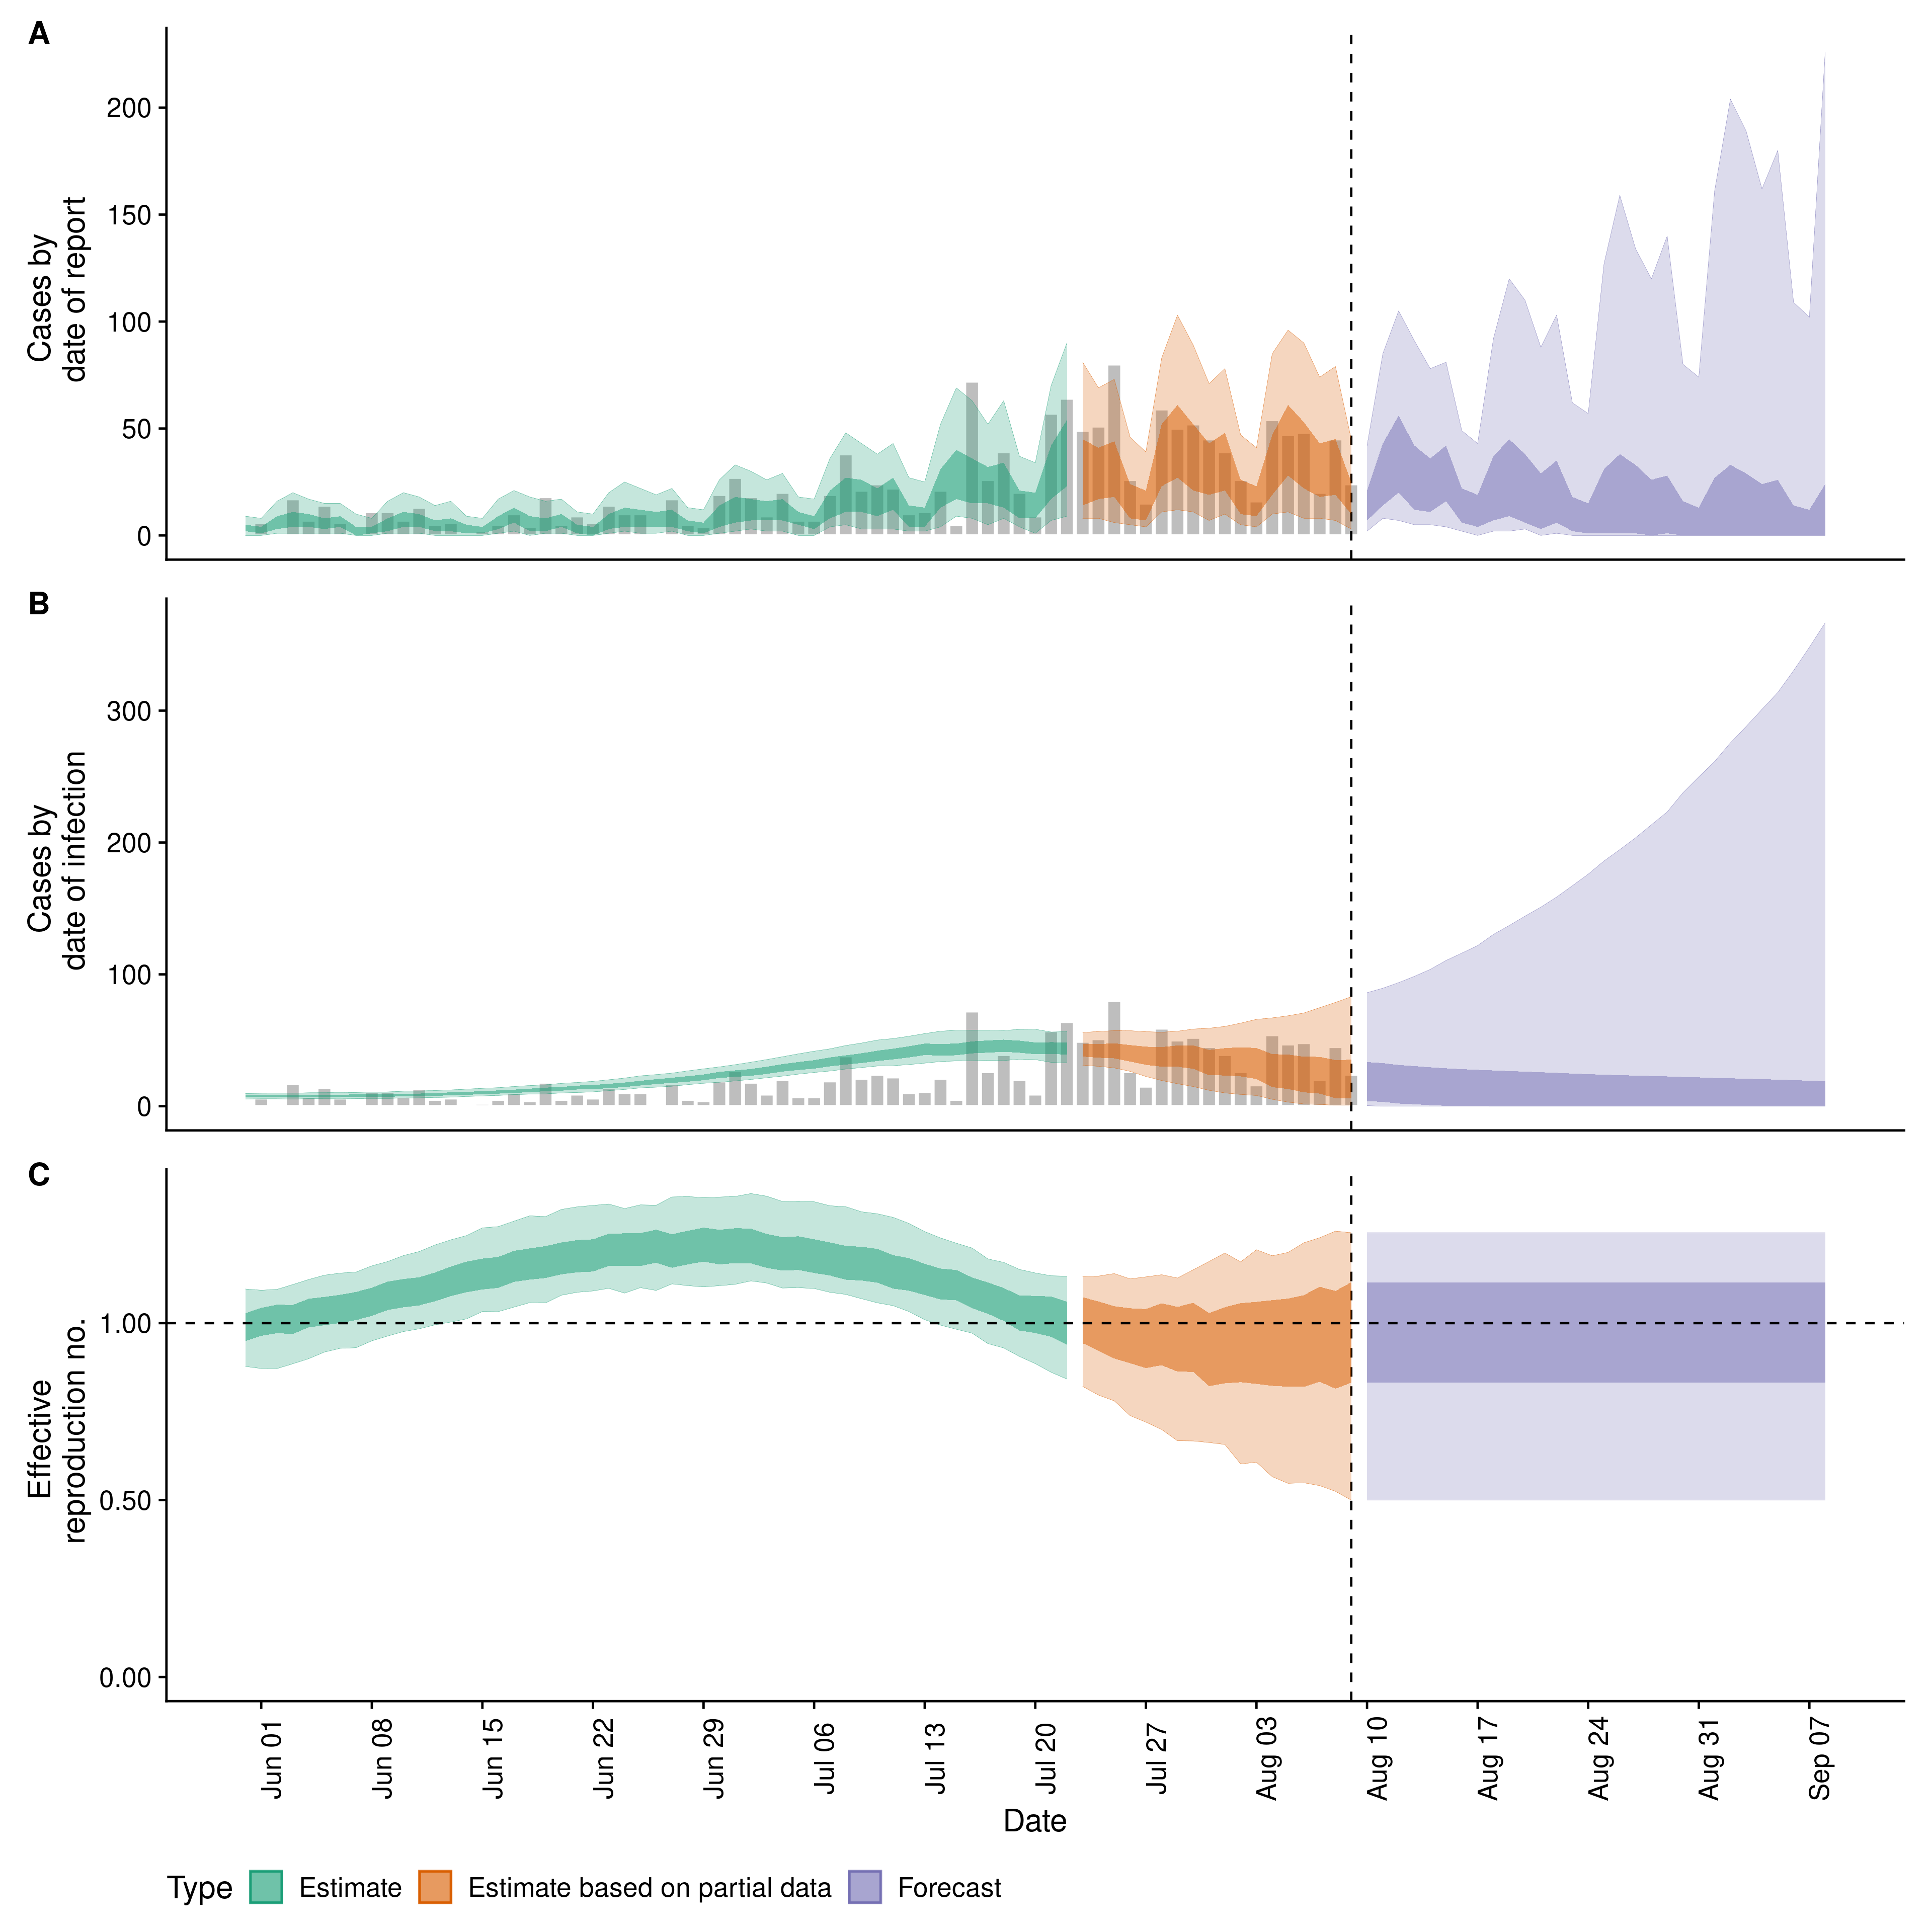 A
Cases by
date of report
200
150
100
50
0
B
Cases by
date of infection
300
200
100
0
C
Effective
reproduction no.
1.00
0.50
0.00
Jun 01
Jun 08
Jun 15
Jun 22
Jun 29
Jul 06
Jul 13
Jul 20
Jul 27
Aug 03
Aug 10
Aug 17
Aug 24
Aug 31
Sep 07
Date
Type Estimate Estimate based on partial data Forecast